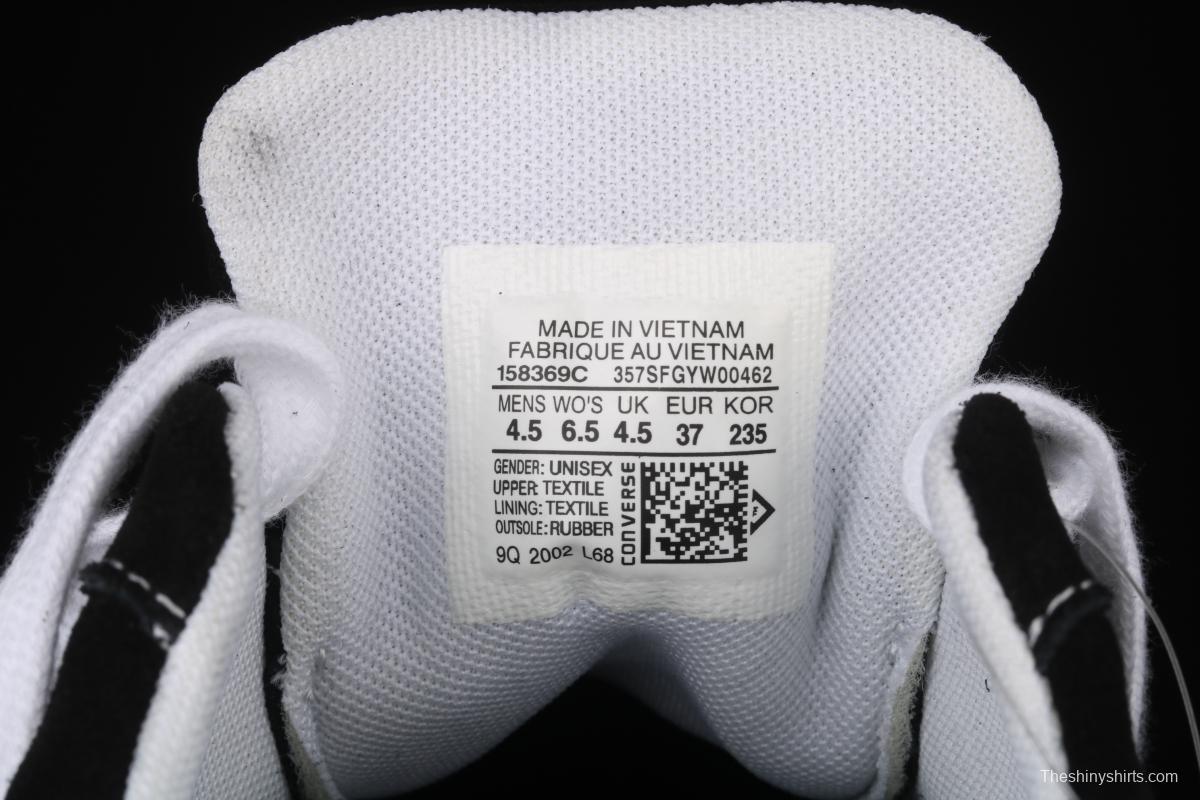 MADE IN VIETNAM
FABRIQUE AU VIETNAM
158369C 357SFGYW00462
MENS WO'S UK EUR KOR
4.5 6.5 4.5 37 235
GENDER: UNISEX
UPPER: TEXTILE
LINING: TEXTILE
OUTSOLE: RUBBER
9Q 2002 L68
CONVERSE
F
Theshinyshirts.com